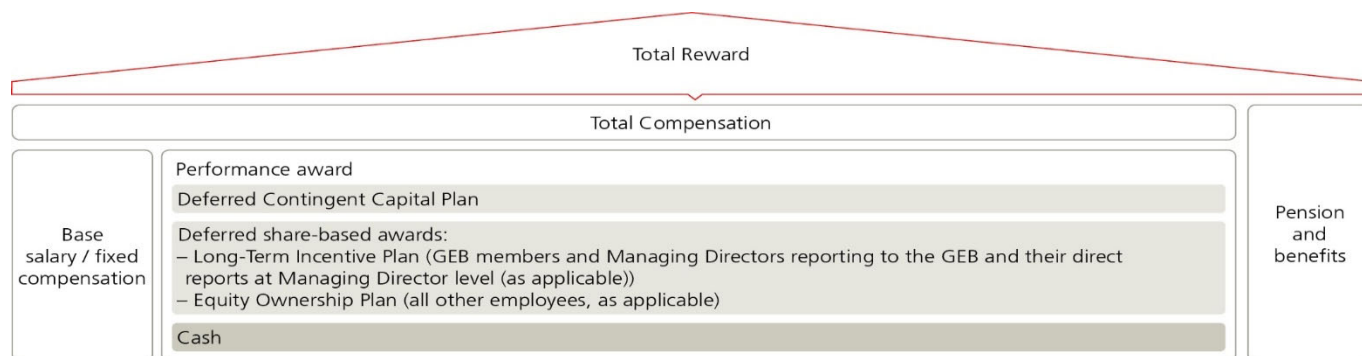 Total Reward
Total Compensation
Base
salary / fixed
compensation
Performance award
Deferred Contingent Capital Plan
Deferred share-based awards:
– Long-Term Incentive Plan (GEB members and Managing Directors reporting to the GEB and their direct
reports at Managing Director level (as applicable))
– Equity Ownership Plan (all other employees, as applicable)
Cash
Pension
and
benefits